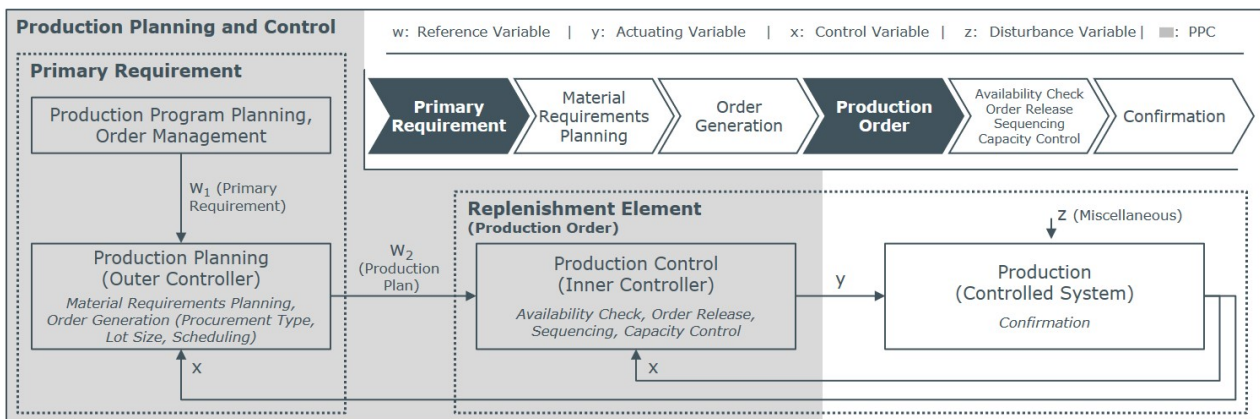 Production Planning and Control
w: Reference Variable | y: Actuating Variable | x: Control Variable | z: Disturbance Variable | : PPC
Primary Requirement
Production Program Planning,
Order Management
Primary
Requirement
Material
Requirements
Planning
Order
Generation
Production
Order
Availability Check
Order Release
Sequencing
Capacity Control
Confirmation
W1 (Primary
Requirement)
Production Planning
(Outer Controller)
Material Requirements Planning,
Order Generation (Procurement Type,
Lot Size, Scheduling)
x
W2
(Production
Plan)
Replenishment Element
(Production Order)
Production Control
(Inner Controller)
Availability Check, Order Release,
Sequencing, Capacity Control
x
y
z (Miscellaneous)
Production
(Controlled System)
Confirmation